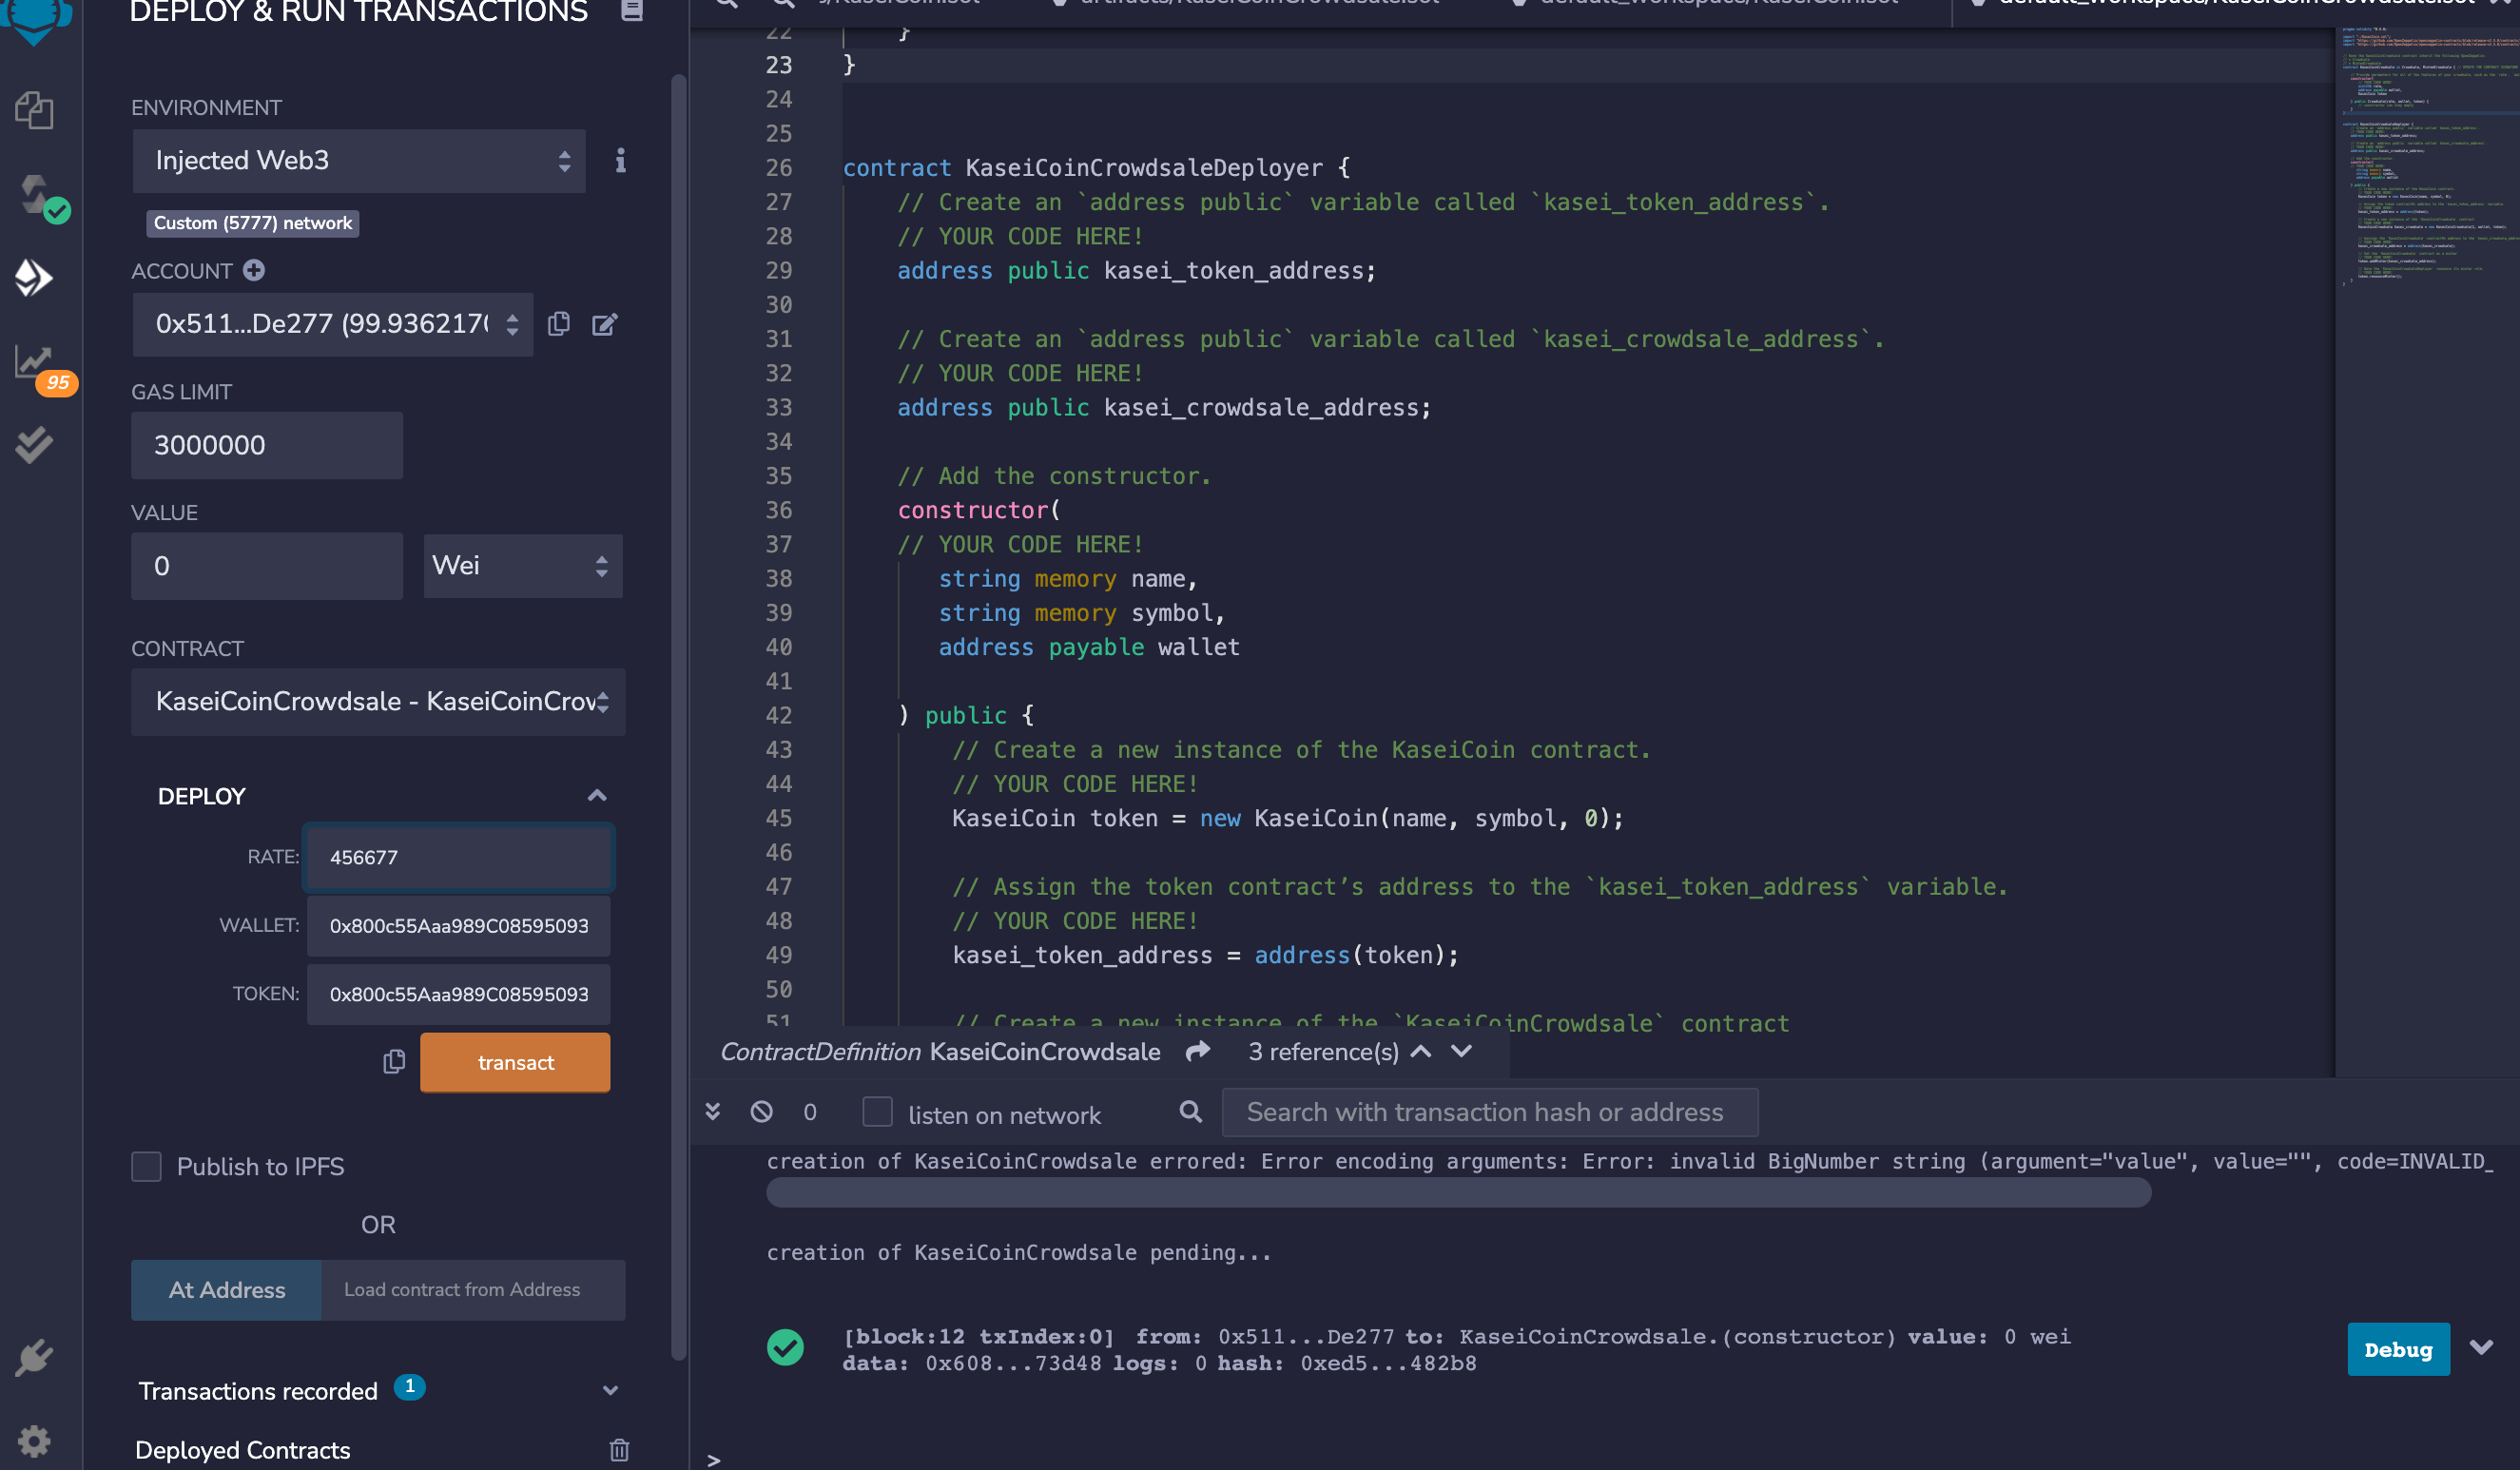 DEPLOY & RUN TRANSACTIONS
ENVIRONMENT
Injected Web3
Custom (5777) network
ACCOUNT
0x511...De277 (99.9362170
GAS LIMIT
3000000
VALUE
0
Wei
CONTRACT
KaseiCoinCrowdsale - KaseiCoinCrow
DEPLOY
RATE: 456677
WALLET: 0x800c55Aaa989C08595093
TOKEN: 0x800c55Aaa989C08595093
transact
Publish to IPFS
OR
At Address
Load contract from Address
Transactions recorded 1
Deployed Contracts
95
22 }
23 }
24
25
26 contract KaseiCoinCrowdsaleDeployer {
27 // Create an `address public` variable called `kasei_token_address`.
28 // YOUR CODE HERE!
29 address public kasei_token_address;
30
31 // Create an `address public` variable called `kasei_crowdsale_address`.
32 // YOUR CODE HERE!
33 address public kasei_crowdsale_address;
34
35 // Add the constructor.
36 constructor(
37 // YOUR CODE HERE!
38 string memory name,
39 string memory symbol,
40 address payable wallet
41
42 ) public {
43 // Create a new instance of the KaseiCoin contract.
44 // YOUR CODE HERE!
45 KaseiCoin token = new KaseiCoin(name, symbol, 0);
46
47 // Assign the token contract’s address to the `kasei_token_address` variable.
48 // YOUR CODE HERE!
49 kasei_token_address = address(token);
50
51 // Create a new instance of the `KaseiCoinCrowdsale` contract
ContractDefinition KaseiCoinCrowdsale 3 reference(s)
0 listen on network Search with transaction hash or address
creation of KaseiCoinCrowdsale errored: Error encoding arguments: Error: invalid BigNumber string (argument="value", value="", code=INVALID_
creation of KaseiCoinCrowdsale pending...
[block:12 txIndex:0] from: 0x511...De277 to: KaseiCoinCrowdsale.(constructor) value: 0 wei
data: 0x608...73d48 logs: 0 hash: 0xed5...482b8
Debug
>